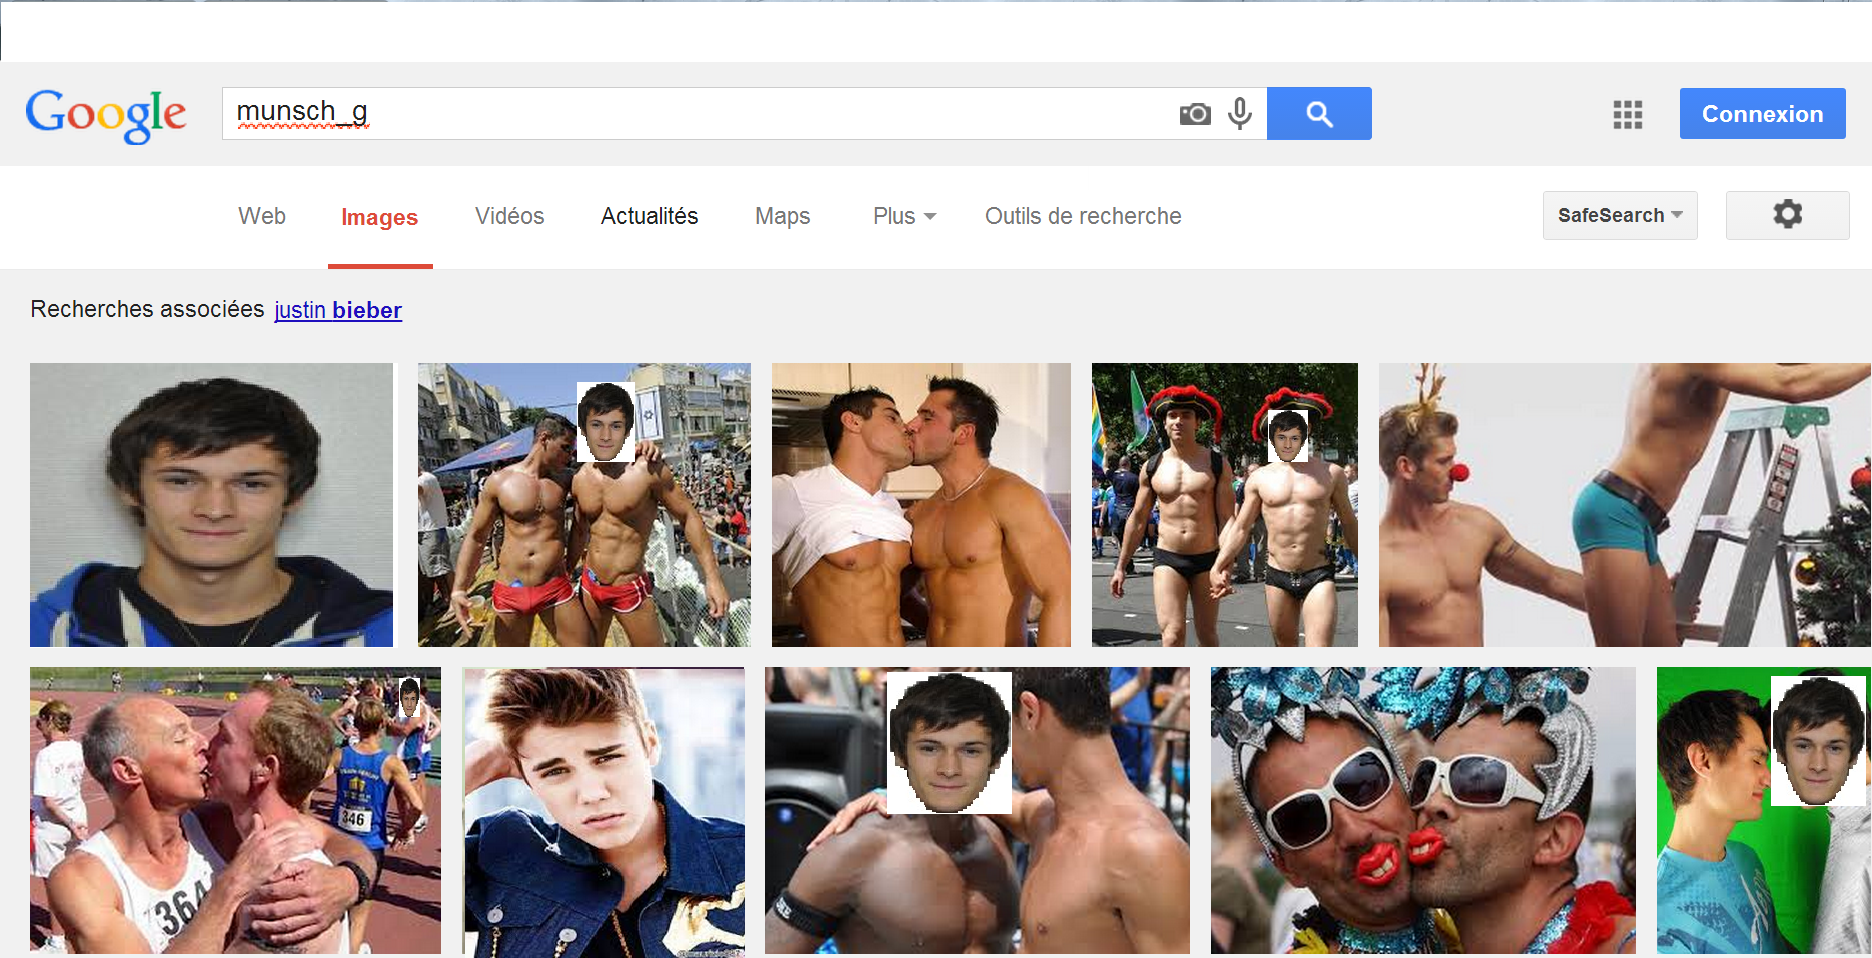 Google
munsch_g
Connexion
Web Images Vidéos Actualités Maps Plus Outils de recherche
SafeSearch
Recherches associées justin bieber
346
364